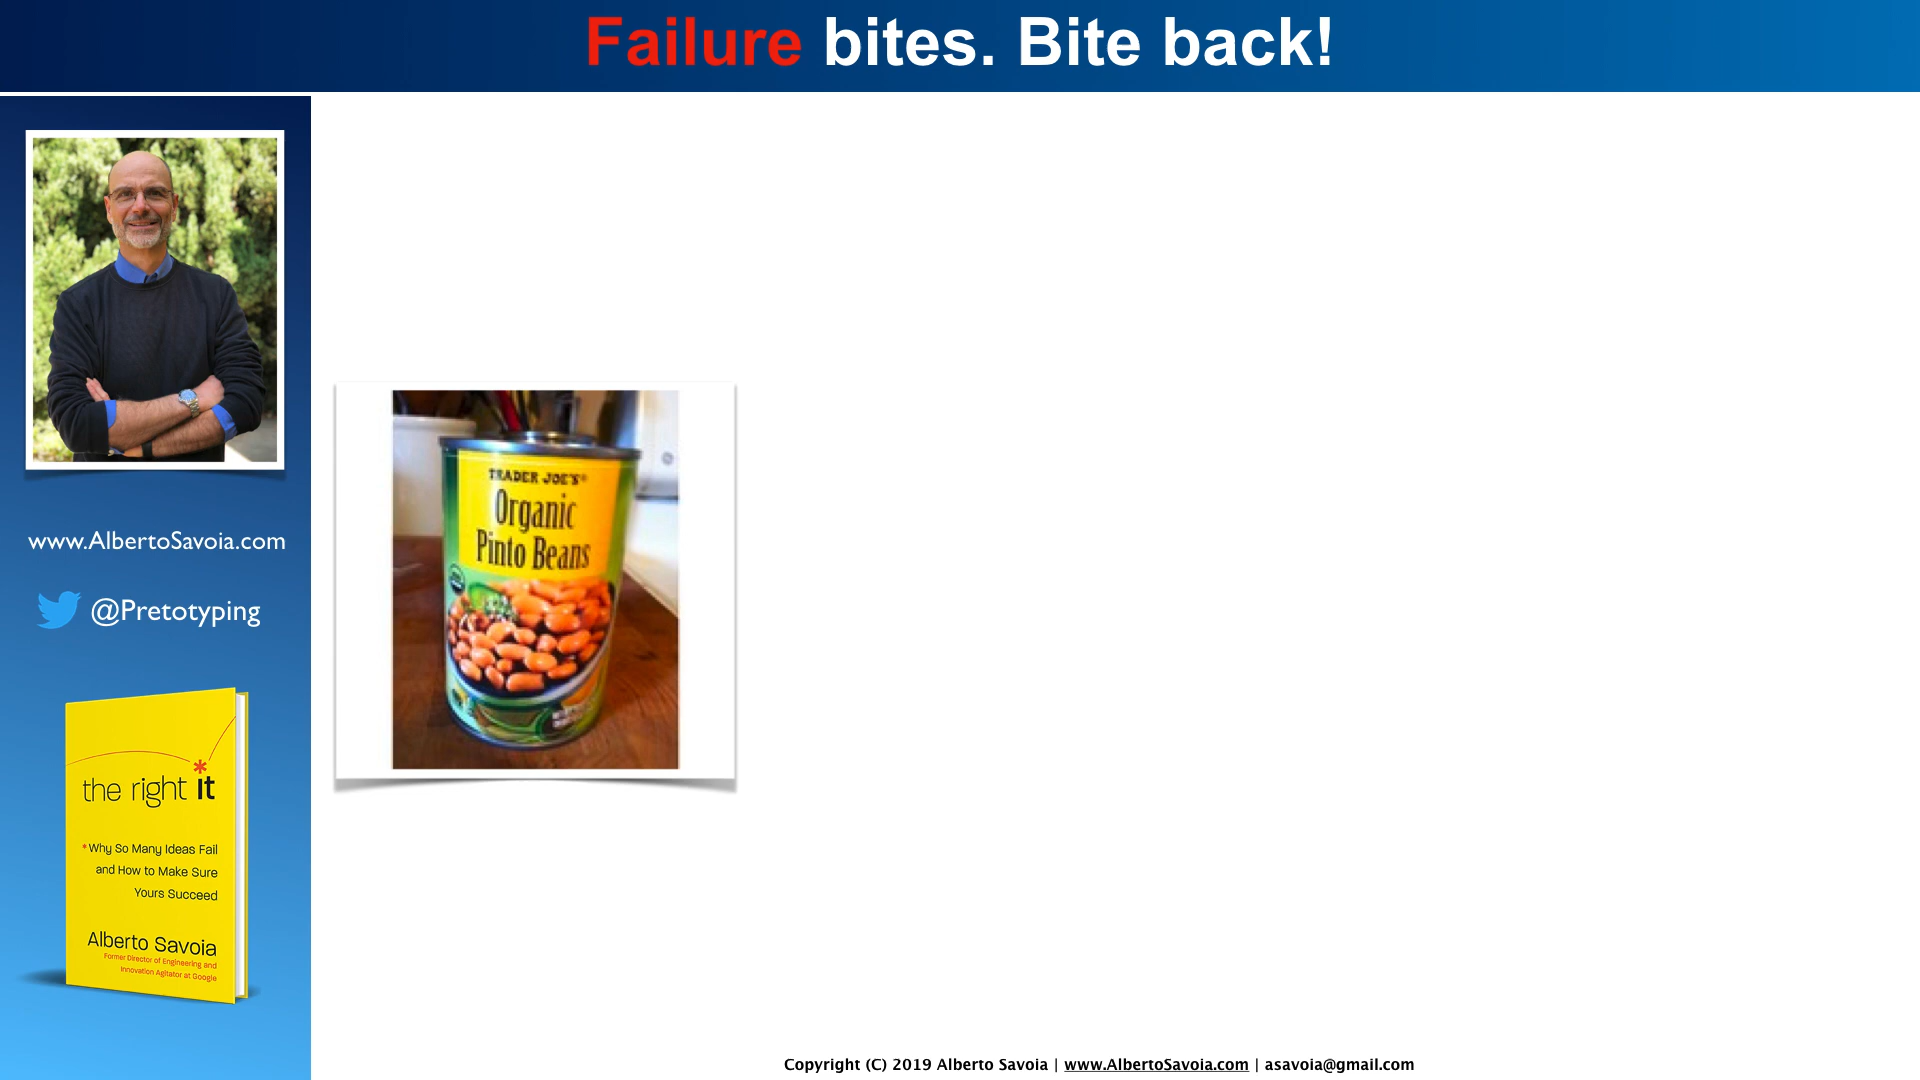 Failure bites. Bite back!
www.AlbertoSavoia.com
@Pretotyping
the right it
*Why So Many Ideas Fail
and How to Make Sure
Yours Succeed
Alberto Savoia
Former Director of Engineering and
Innovation Agitator at Google
TRADER JOE'S®
Organic
Pinto Beans
Copyright (C) 2019 Alberto Savoia | www.AlbertoSavoia.com | asavoia@gmail.com